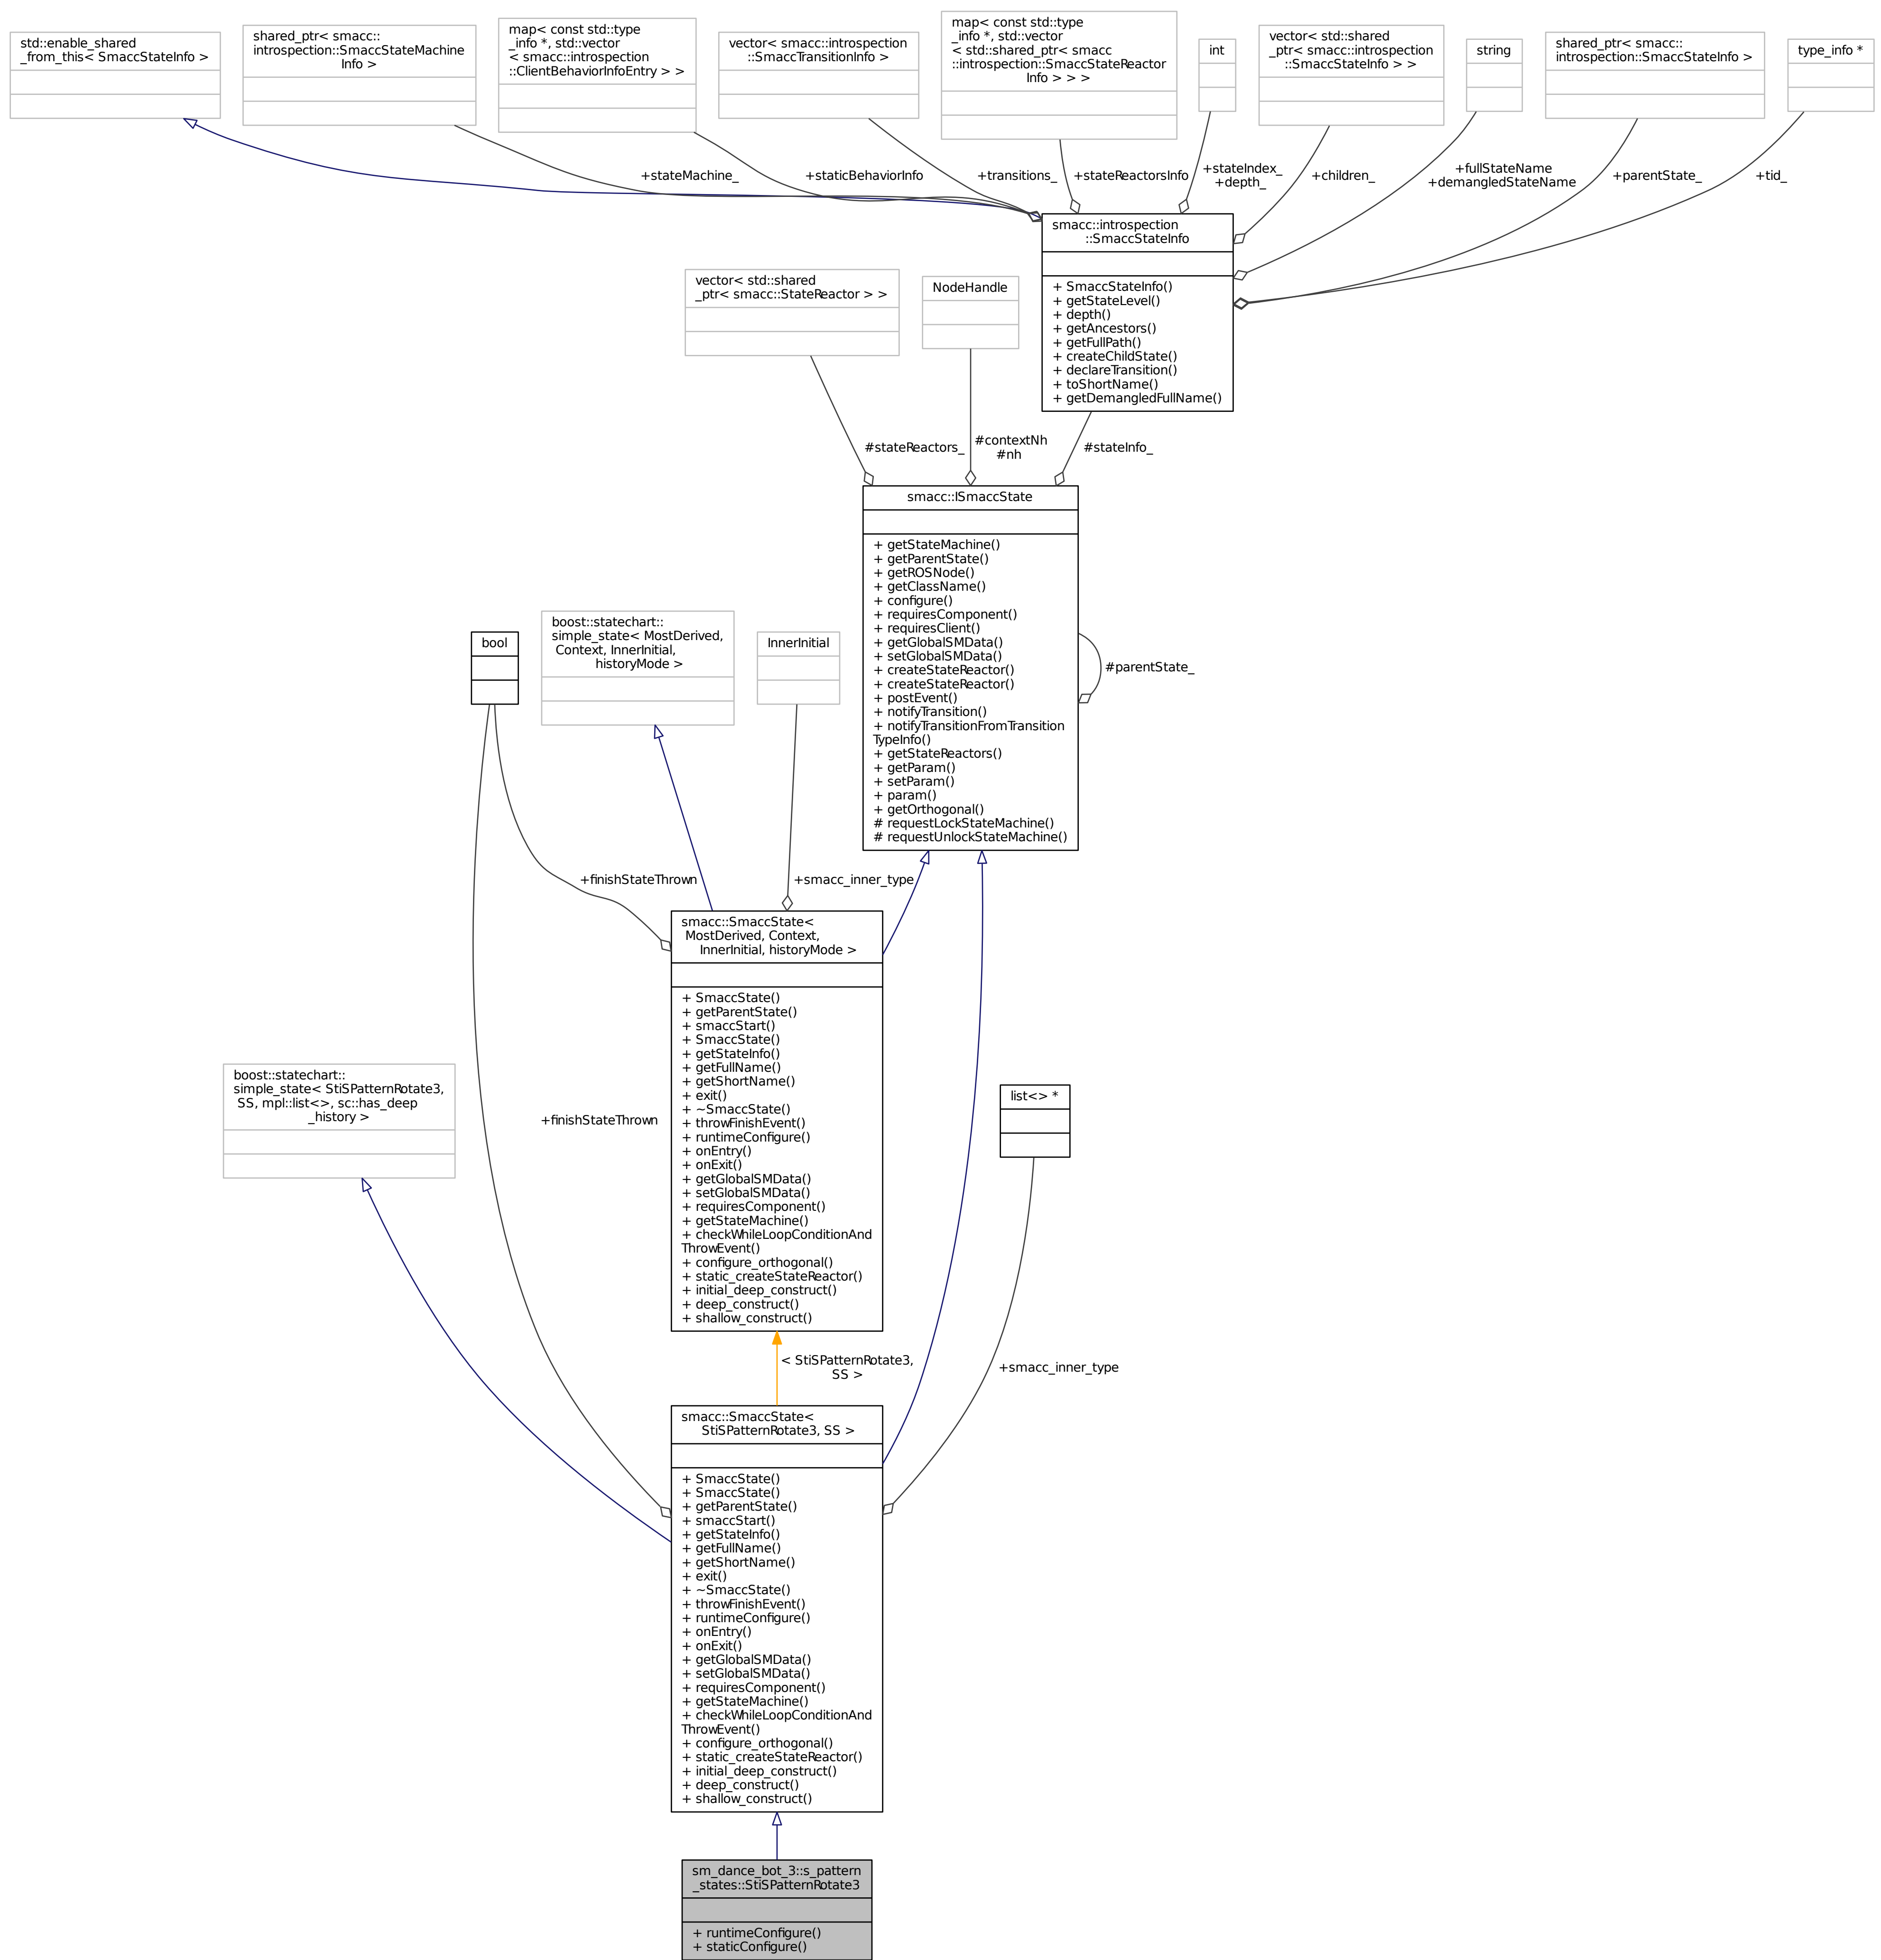 std::enable_shared
_from_this< SmaccStateInfo >
shared_ptr< smacc::
introspection::SmaccStateMachine
Info >
map< const std::type
_info *, std::vector
< smacc::introspection
::ClientBehaviorInfoEntry > >
vector< smacc::introspection
::SmaccTransitionInfo >
map< const std::type
_info *, std::vector
< std::shared_ptr< smacc
::introspection::SmaccStateReactor
Info > > >
int
vector< std::shared
_ptr< smacc::introspection
::SmaccStateInfo > >
string
shared_ptr< smacc::
introspection::SmaccStateInfo >
type_info *
+stateMachine_
+staticBehaviorInfo
+transitions_
+stateReactorsInfo
+stateIndex_
+depth_
+children_
+fullStateName
+demangledStateName
+parentState_
+tid_
smacc::introspection
::SmaccStateInfo
+ SmaccStateInfo()
+ getStateLevel()
+ depth()
+ getAncestors()
+ getFullPath()
+ createChildState()
+ declareTransition()
+ toShortName()
+ getDemangledFullName()
vector< std::shared
_ptr< smacc::StateReactor > >
NodeHandle
#stateReactors_
#contextNh
#nh
#stateInfo_
smacc::ISmaccState
+ getStateMachine()
+ getParentState()
+ getROSNode()
+ getClassName()
+ configure()
+ requiresComponent()
+ requiresClient()
+ getGlobalSMData()
+ setGlobalSMData()
+ createStateReactor()
+ createStateReactor()
+ postEvent()
+ notifyTransition()
+ notifyTransitionFromTransition
TypeInfo()
+ getStateReactors()
+ getParam()
+ setParam()
+ param()
+ getOrthogonal()
# requestLockStateMachine()
# requestUnlockStateMachine()
#parentState_
bool
boost::statechart::
simple_state< MostDerived,
Context, InnerInitial,
historyMode >
InnerInitial
+finishStateThrown
+smacc_inner_type
smacc::SmaccState<
MostDerived, Context,
InnerInitial, historyMode >
+ SmaccState()
+ getParentState()
+ smaccStart()
+ SmaccState()
+ getStateInfo()
+ getFullName()
+ getShortName()
+ exit()
+ ~SmaccState()
+ throwFinishEvent()
+ runtimeConfigure()
+ onEntry()
+ onExit()
+ getGlobalSMData()
+ setGlobalSMData()
+ requiresComponent()
+ getStateMachine()
+ checkWhileLoopConditionAnd
ThrowEvent()
+ configure_orthogonal()
+ static_createStateReactor()
+ initial_deep_construct()
+ deep_construct()
+ shallow_construct()
boost::statechart::
simple_state< StiSPatternRotate3,
SS, mpl::list<>, sc::has_deep
_history >
+finishStateThrown
list<> *
< StiSPatternRotate3,
SS >
+smacc_inner_type
smacc::SmaccState<
StiSPatternRotate3, SS >
+ SmaccState()
+ SmaccState()
+ getParentState()
+ smaccStart()
+ getStateInfo()
+ getFullName()
+ getShortName()
+ exit()
+ ~SmaccState()
+ throwFinishEvent()
+ runtimeConfigure()
+ onEntry()
+ onExit()
+ getGlobalSMData()
+ setGlobalSMData()
+ requiresComponent()
+ getStateMachine()
+ checkWhileLoopConditionAnd
ThrowEvent()
+ configure_orthogonal()
+ static_createStateReactor()
+ initial_deep_construct()
+ deep_construct()
+ shallow_construct()
sm_dance_bot_3::s_pattern
_states::StiSPatternRotate3
+ runtimeConfigure()
+ staticConfigure()